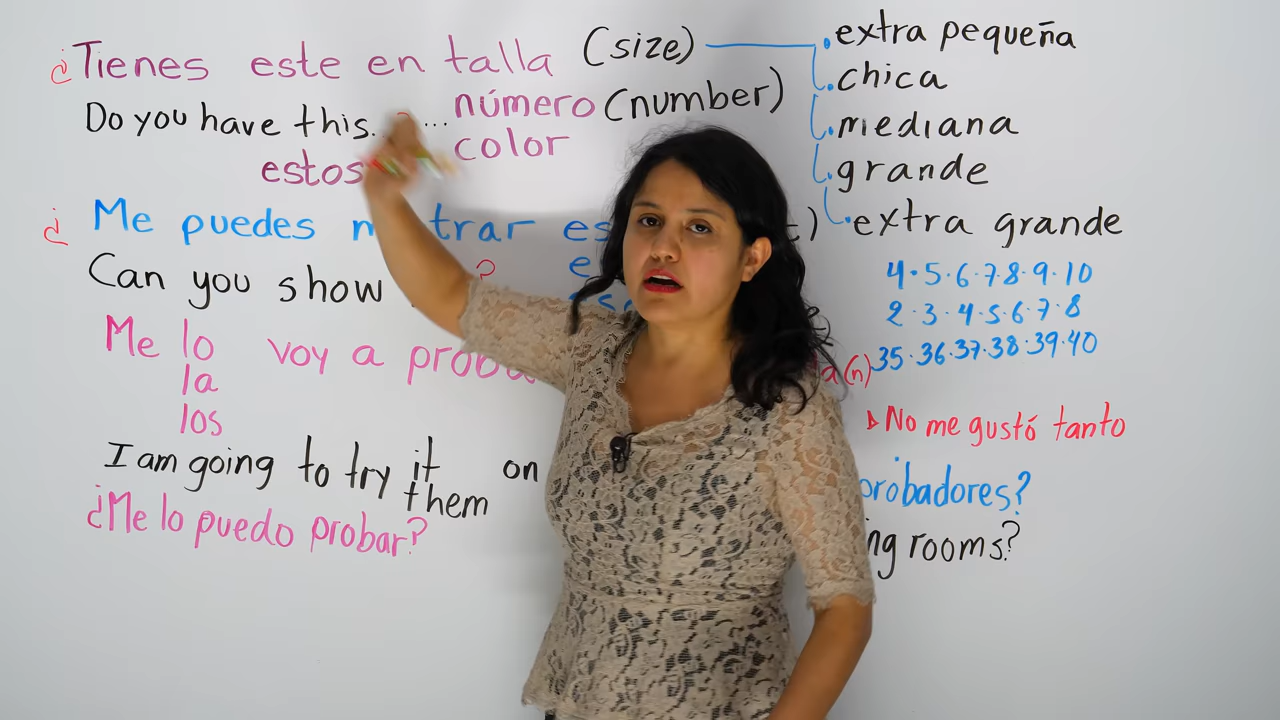 ¿Tienes este en talla (size)
número (number)
Do you have this......
color
estos
¿Me puedes
Can you show ?
Me lo voy a
la
los
I am going to try it on
them
¿Me lo puedo probar?
extra pequeña
chica
mediana
grande
extra grande
4·5·6·7·8·9·10
2·3·4·5·6·7·8
35·36·37·38·39·40
No me gustó tanto
probadores?
rooms?